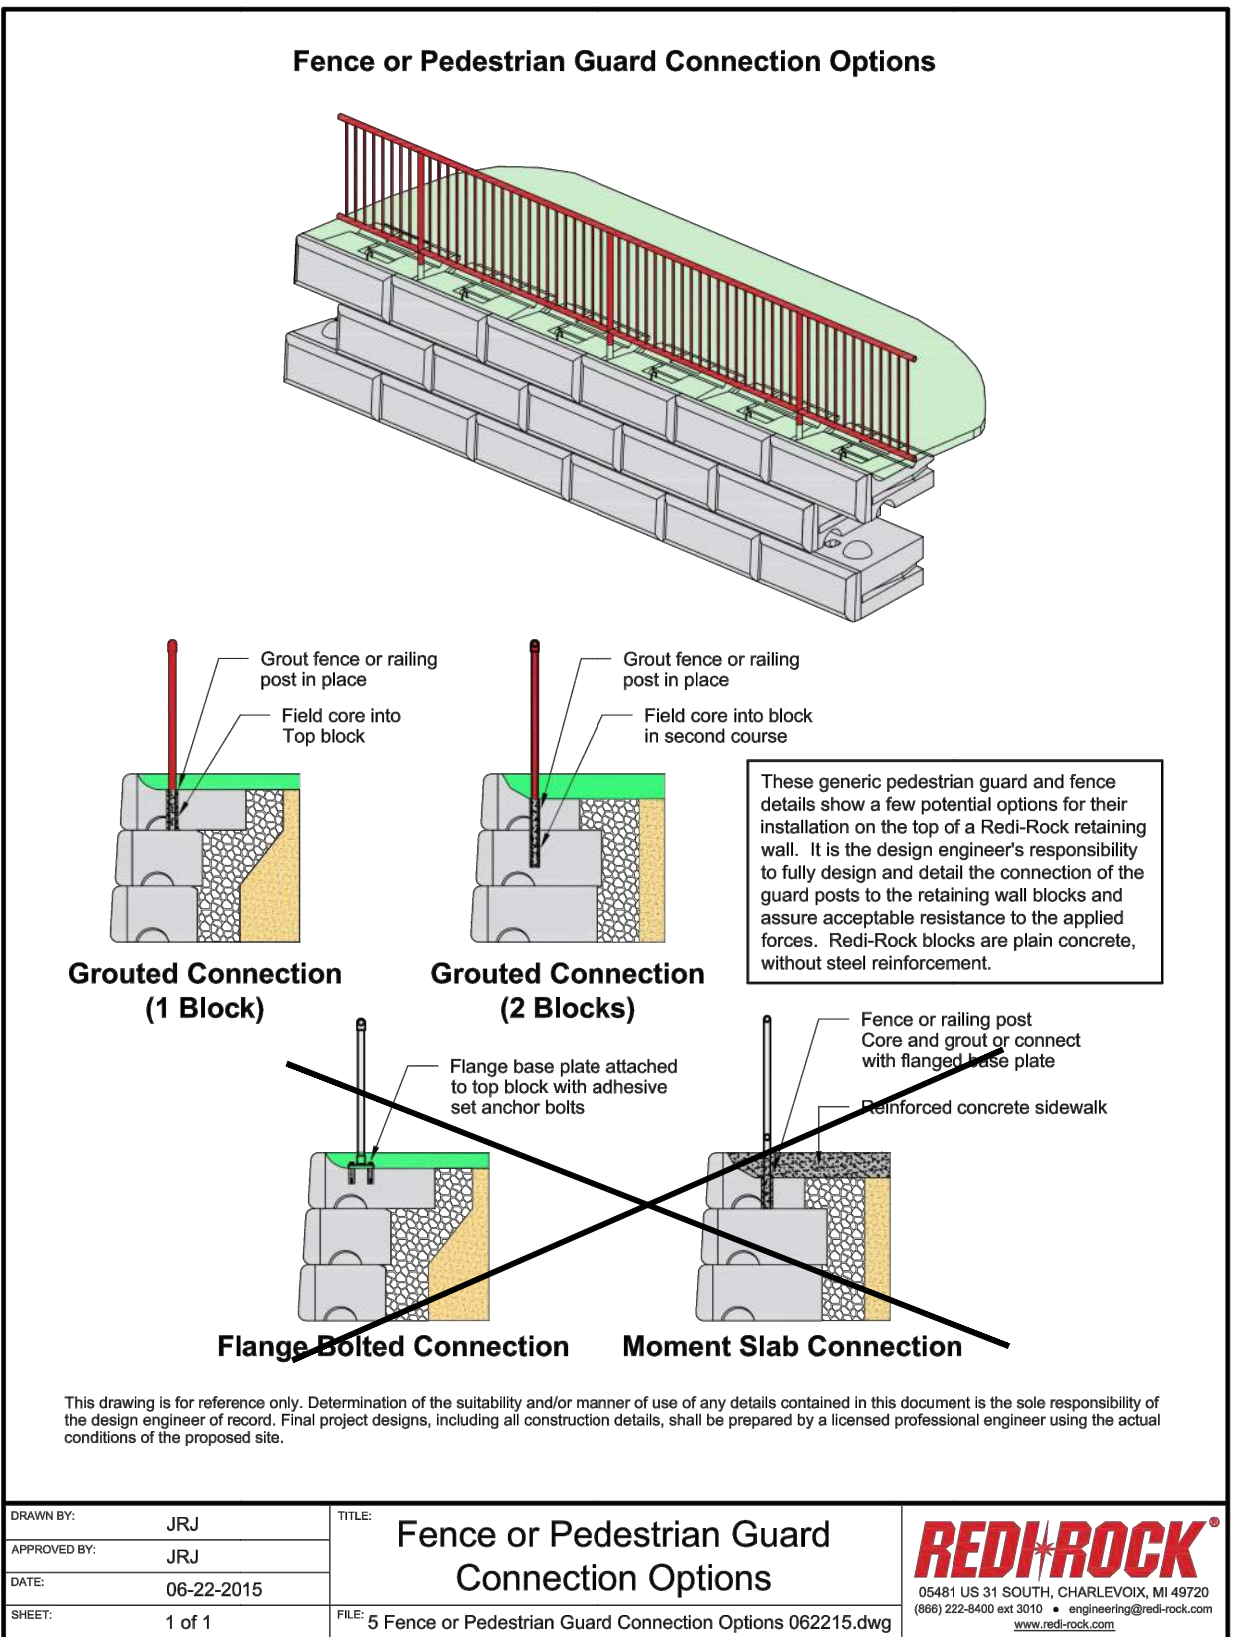 Fence or Pedestrian Guard Connection Options
Grout fence or railing
post in place
Field core into
Top block
Grout fence or railing
post in place
Field core into block
in second course
These generic pedestrian guard and fence
details show a few potential options for their
installation on the top of a Redi-Rock retaining
wall.  It is the design engineer's responsibility
to fully design and detail the connection of the
guard posts to the retaining wall blocks and
assure acceptable resistance to the applied
forces.  Redi-Rock blocks are plain concrete,
without steel reinforcement.
Grouted Connection
(1 Block)
Grouted Connection
(2 Blocks)
Flange base plate attached
to top block with adhesive
set anchor bolts
Fence or railing post
Core and grout or connect
with flanged base plate
Reinforced concrete sidewalk
Flange Bolted Connection
Moment Slab Connection
This drawing is for reference only. Determination of the suitability and/or manner of use of any details contained in this document is the sole responsibility of
the design engineer of record. Final project designs, including all construction details, shall be prepared by a licensed professional engineer using the actual
conditions of the proposed site.
DRAWN BY: JRJ
APPROVED BY: JRJ
DATE: 06-22-2015
SHEET: 1 of 1
TITLE: Fence or Pedestrian Guard
Connection Options
FILE: 5 Fence or Pedestrian Guard Connection Options 062215.dwg
REDI-ROCK®
05481 US 31 SOUTH, CHARLEVOIX, MI 49720
(866) 222-8400 ext 3010 • engineering@redi-rock.com
www.redi-rock.com